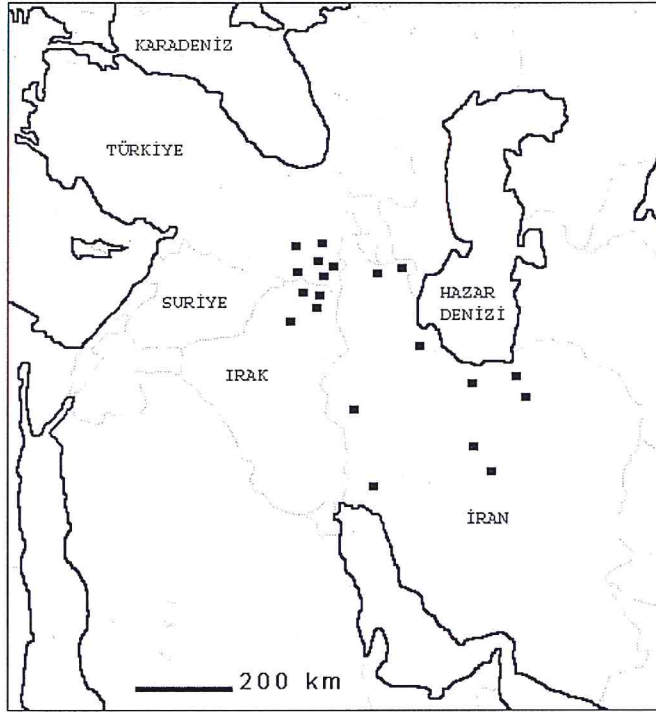 KARADENİZ
TÜRKİYE
SURİYE
HAZAR
DENİZİ
IRAK
İRAN
200 km